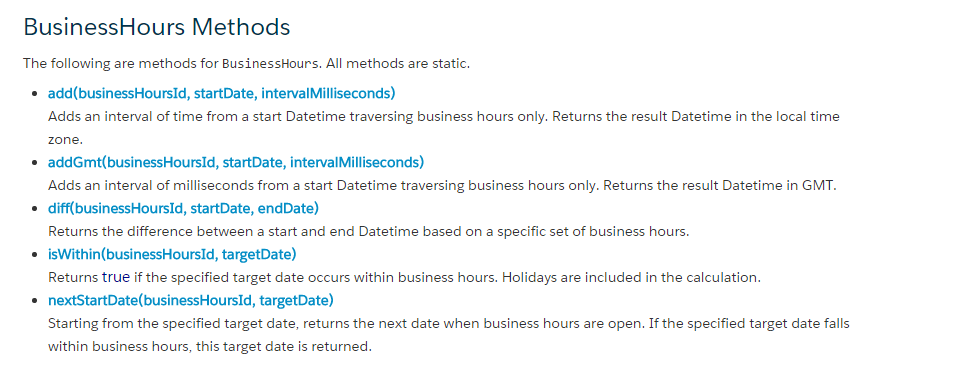 BusinessHours Methods
The following are methods for BusinessHours. All methods are static.
• add(businessHoursId, startDate, intervalMilliseconds)
Adds an interval of time from a start Datetime traversing business hours only. Returns the result Datetime in the local time
zone.
• addGmt(businessHoursId, startDate, intervalMilliseconds)
Adds an interval of milliseconds from a start Datetime traversing business hours only. Returns the result Datetime in GMT.
• diff(businessHoursId, startDate, endDate)
Returns the difference between a start and end Datetime based on a specific set of business hours.
• isWithin(businessHoursId, targetDate)
Returns true if the specified target date occurs within business hours. Holidays are included in the calculation.
• nextStartDate(businessHoursId, targetDate)
Starting from the specified target date, returns the next date when business hours are open. If the specified target date falls
within business hours, this target date is returned.